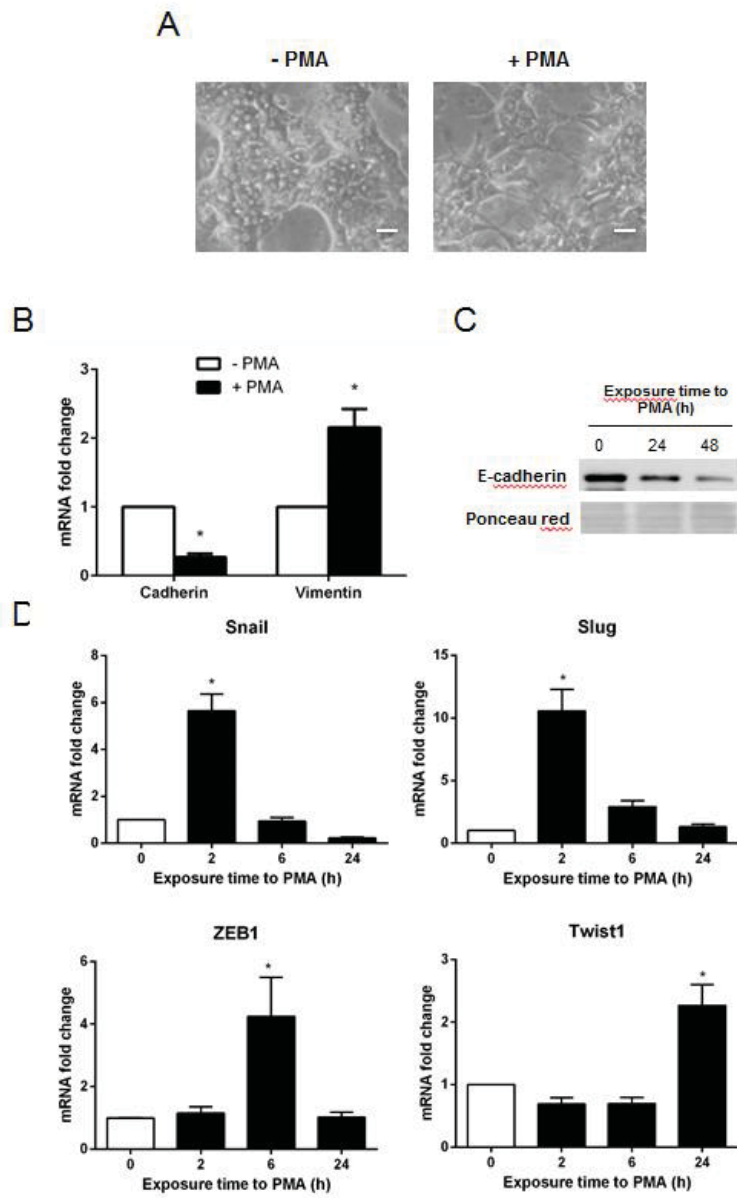 A
- PMA + PMA
B
- PMA
+ PMA
mRNA fold change
3
2
1
0
*
*
Cadherin Vimentin
C
Exposure time to
PMA (h)
0 24 48
E-cadherin
Ponceau red
D
Snail
mRNA fold change
8
6
4
2
0
*
0 2 6 24
Exposure time to PMA (h)
Slug
mRNA fold change
15
10
5
0
*
0 2 6 24
Exposure time to PMA (h)
ZEB1
mRNA fold change
6
4
2
0
*
0 2 6 24
Exposure time to PMA (h)
Twist1
mRNA fold change
3
2
1
0
*
0 2 6 24
Exposure time to PMA (h)